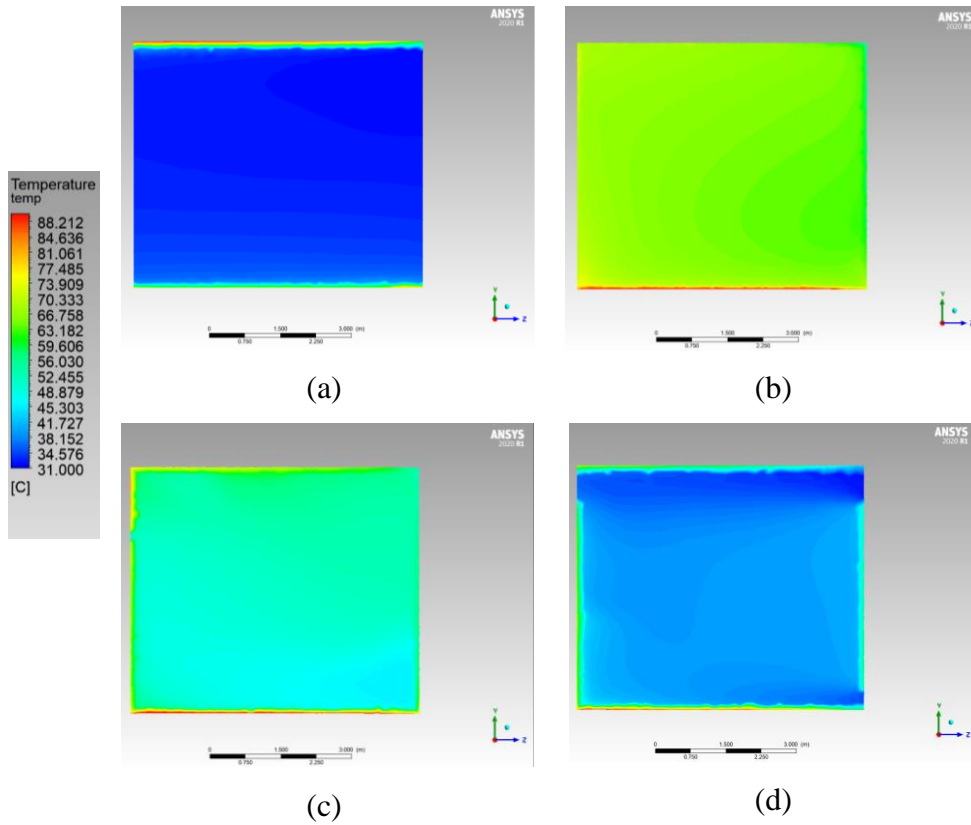 ANSYS
2020 R1
ANSYS
2020 R1
Y
Z
0 1.500 3.000 (m)
0.750 2.250
Y
Z
0 1.500 3.000 (m)
0.750 2.250
(a)
(b)
Temperature
temp
88.212
84.636
81.061
77.485
73.909
70.333
66.758
63.182
59.606
56.030
52.455
48.879
45.303
41.727
38.152
34.576
31.000
[C]
ANSYS
2020 R1
ANSYS
2020 R1
Y
Z
0 1.500 3.000 (m)
0.750 2.250
Y
Z
0 1.500 3.000 (m)
0.750 2.250
(c)
(d)